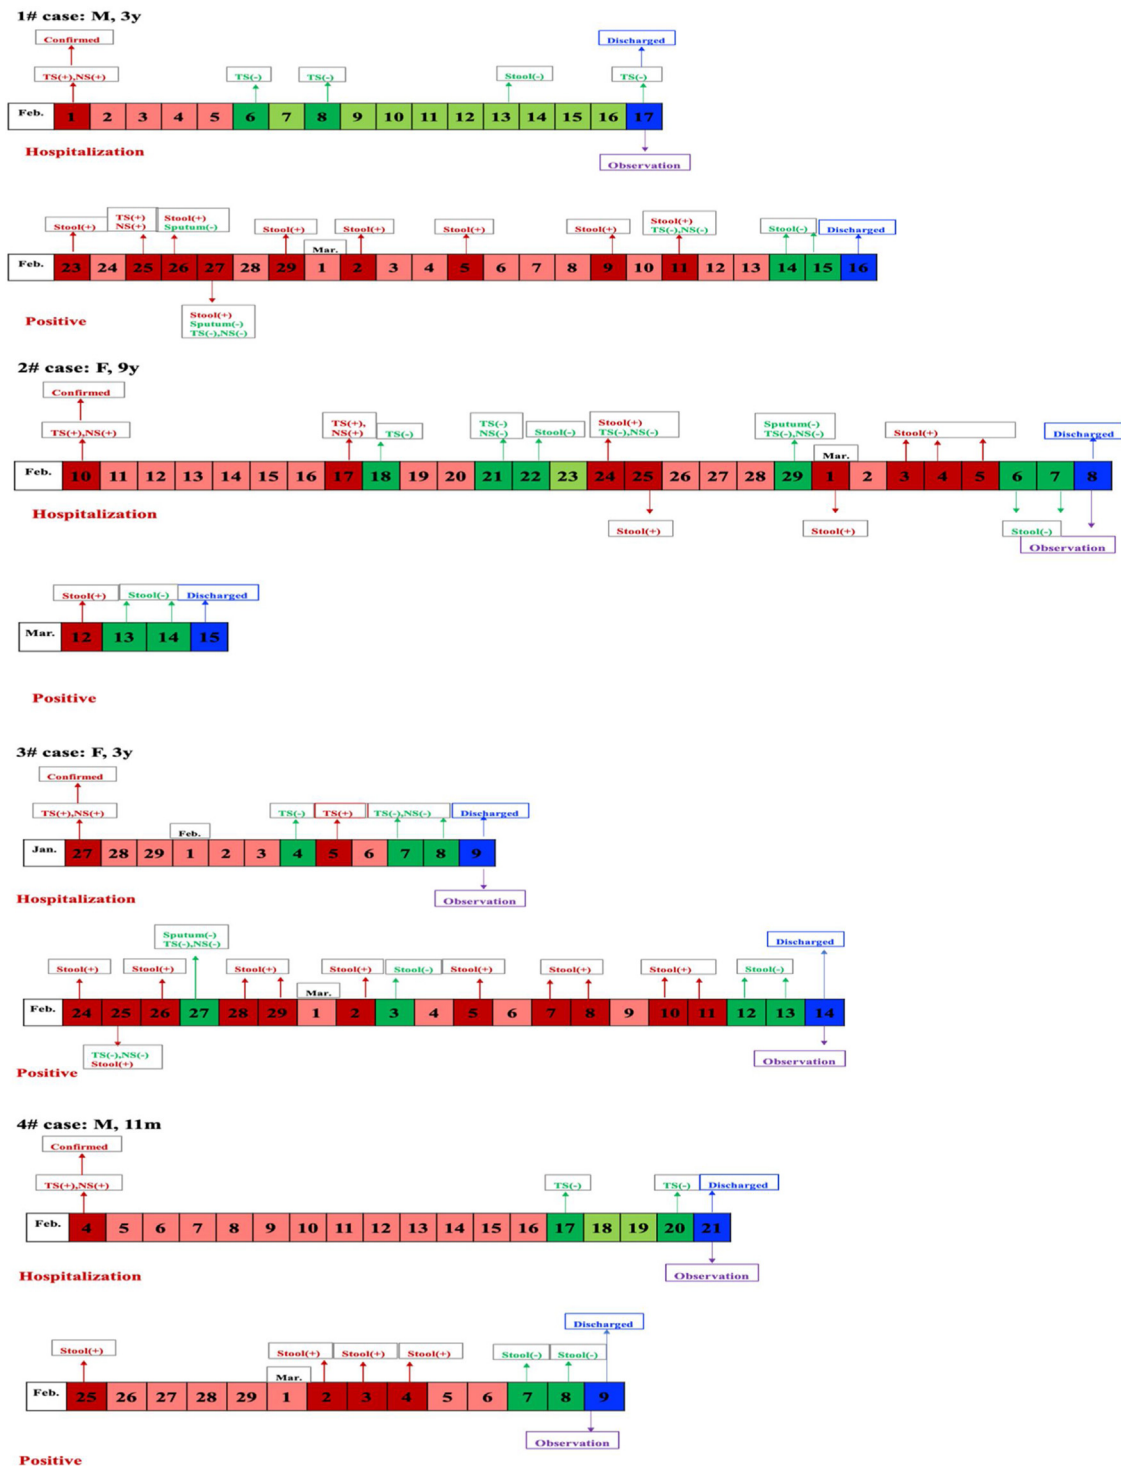 1# case: M, 3y
Confirmed Discharged
TS(+),NS(+) TS(-) TS(-) Stool(-) TS(-)
Feb. 1 2 3 4 5 6 7 8 9 10 11 12 13 14 15 16 17
Hospitalization
Observation
Stool(+) TS(+) Stool(+) Stool(+) Stool(+) Stool(+) Stool(+) Stool(+) Stool(-) Discharged
NS(+) Sputum(-) TS(-),NS(-)
Mar.
Feb. 23 24 25 26 27 28 29 1 2 3 4 5 6 7 8 9 10 11 12 13 14 15 16
Stool(+)
Sputum(-)
TS(-),NS(-)
Positive
2# case: F, 9y
Confirmed
TS(+),NS(+) TS(+), TS(-) TS(-) Stool(-) Stool(+) Sputum(-) Stool(+) Discharged
NS(+) NS(-) TS(-),NS(-) TS(-),NS(-)
Mar.
Feb. 10 11 12 13 14 15 16 17 18 19 20 21 22 23 24 25 26 27 28 29 1 2 3 4 5 6 7 8
Hospitalization
Stool(+) Stool(+) Stool(-)
Observation
Stool(+) Stool(-) Discharged
Mar. 12 13 14 15
Positive
3# case: F, 3y
Confirmed
TS(+),NS(+) TS(-) TS(+) TS(-),NS(-) Discharged
Feb.
Jan. 27 28 29 1 2 3 4 5 6 7 8 9
Hospitalization
Observation
Sputum(-)
TS(-),NS(-)
Discharged
Stool(+) Stool(+) Stool(+) Stool(+) Stool(-) Stool(+) Stool(+) Stool(+) Stool(-)
Mar.
Feb. 24 25 26 27 28 29 1 2 3 4 5 6 7 8 9 10 11 12 13 14
TS(-),NS(-)
Stool(+)
Observation
Positive
4# case: M, 11m
Confirmed
TS(+),NS(+) TS(-) TS(-) Discharged
Feb. 4 5 6 7 8 9 10 11 12 13 14 15 16 17 18 19 20 21
Hospitalization
Observation
Discharged
Stool(+) Stool(+) Stool(+) Stool(+) Stool(-) Stool(-)
Mar.
Feb. 25 26 27 28 29 1 2 3 4 5 6 7 8 9
Observation
Positive